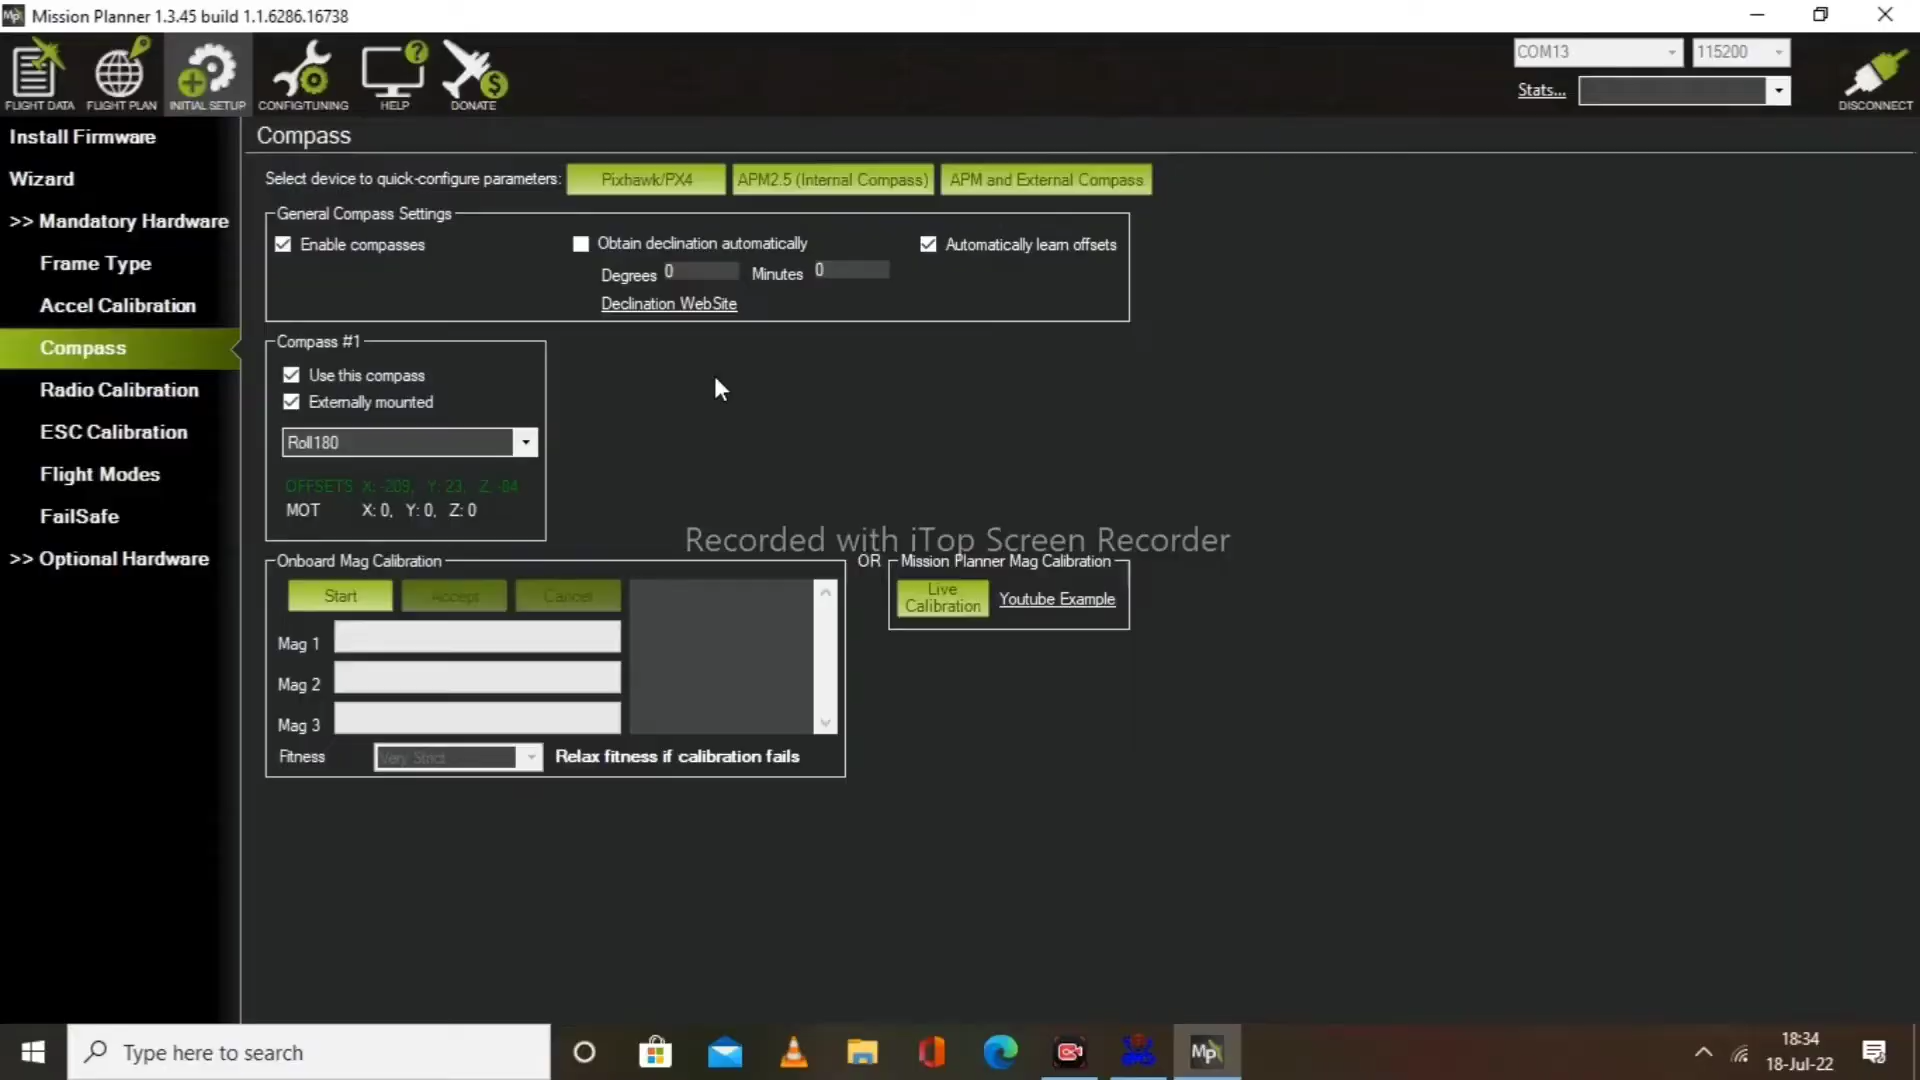 Mission Planner 1.3.45 build 1.1.6286.16738
FLIGHT DATA
FLIGHT PLAN
INITIAL SETUP
CONFIG/TUNING
HELP
DONATE
COM13
115200
Stats...
DISCONNECT
Install Firmware
Wizard
>> Mandatory Hardware
Frame Type
Accel Calibration
Compass
Radio Calibration
ESC Calibration
Flight Modes
FailSafe
>> Optional Hardware
Compass
Select device to quick-configure parameters:
Pixhawk/PX4
APM2.5 (Internal Compass)
APM and External Compass
General Compass Settings
Enable compasses
Obtain declination automatically
Automatically learn offsets
Degrees 0 Minutes 0
Declination WebSite
Compass #1
Use this compass
Externally mounted
Roll180
OFFSETS X: -209, Y: 23, Z: -84
MOT X: 0, Y: 0, Z: 0
Recorded with iTop Screen Recorder
Onboard Mag Calibration
Start
Accept
Cancel
Mag 1
Mag 2
Mag 3
Fitness
Very Strict
Relax fitness if calibration fails
OR
Mission Planner Mag Calibration
Live
Calibration
Youtube Example
Type here to search
Mp
18:34
18-Jul-22